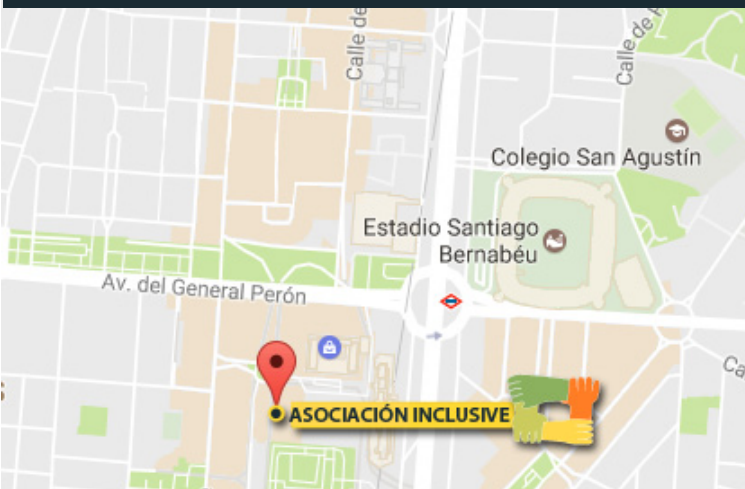 Calle de
Calle de
Colegio San Agustín
Estadio Santiago
Bernabéu
Av. del General Perón
ASOCIACIÓN INCLUSIVE